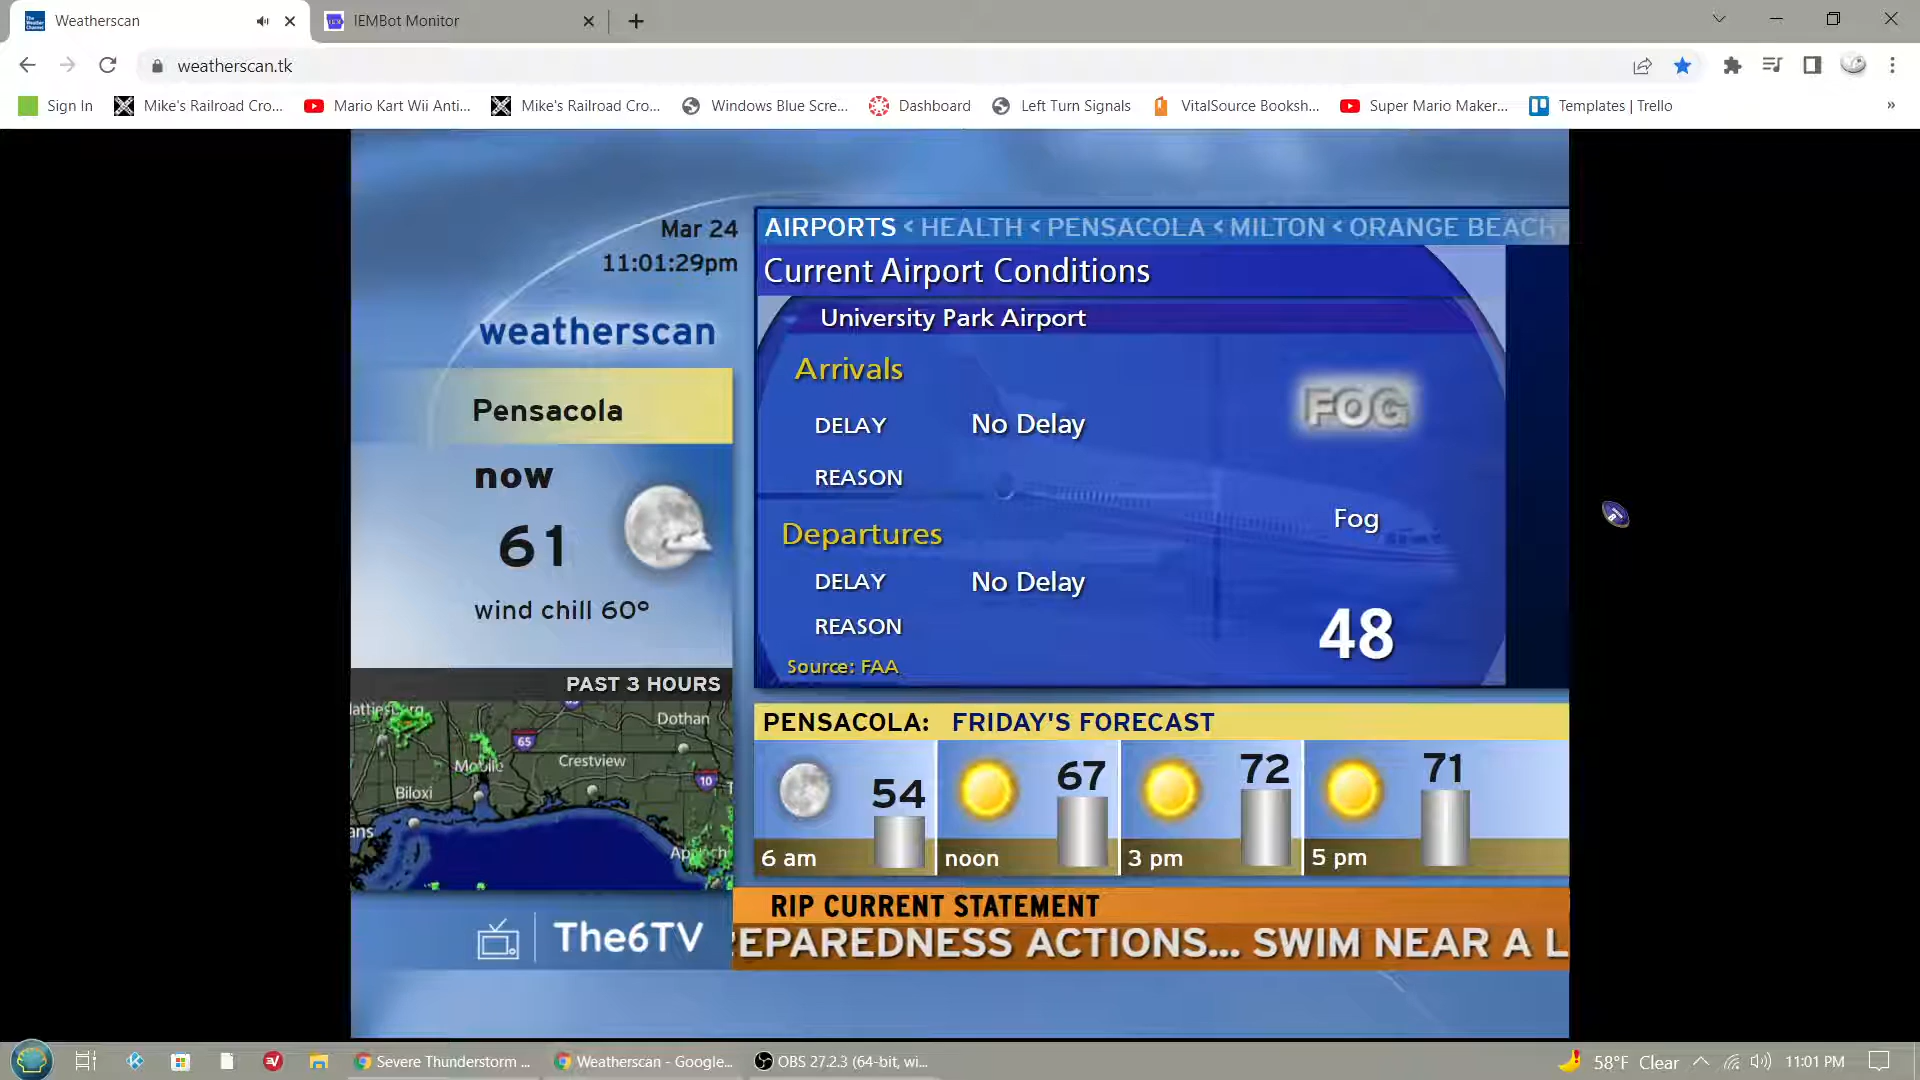 Weatherscan
IEMBot Monitor
weatherscan.tk
Sign In
Mike's Railroad Cro...
Mario Kart Wii Anti...
Mike's Railroad Cro...
Windows Blue Scre...
Dashboard
Left Turn Signals
VitalSource Booksh...
Super Mario Maker...
Templates | Trello
»
Mar 24
11:01:29pm
weatherscan
Pensacola
now
61
wind chill 60°
PAST 3 HOURS
Dothan
65
Mobile
Crestview
10
Biloxi
The6TV
AIRPORTS < HEALTH < PENSACOLA < MILTON < ORANGE BEACH
Current Airport Conditions
University Park Airport
Arrivals
DELAY No Delay
REASON
FOG
Fog
Departures
DELAY No Delay
REASON
48
Source: FAA
PENSACOLA: FRIDAY'S FORECAST
54 67 72 71
6 am noon 3 pm 5 pm
RIP CURRENT STATEMENT
EPAREDNESS ACTIONS... SWIM NEAR A L
Severe Thunderstorm ...
Weatherscan - Google...
OBS 27.2.3 (64-bit, wi...
58°F Clear
11:01 PM